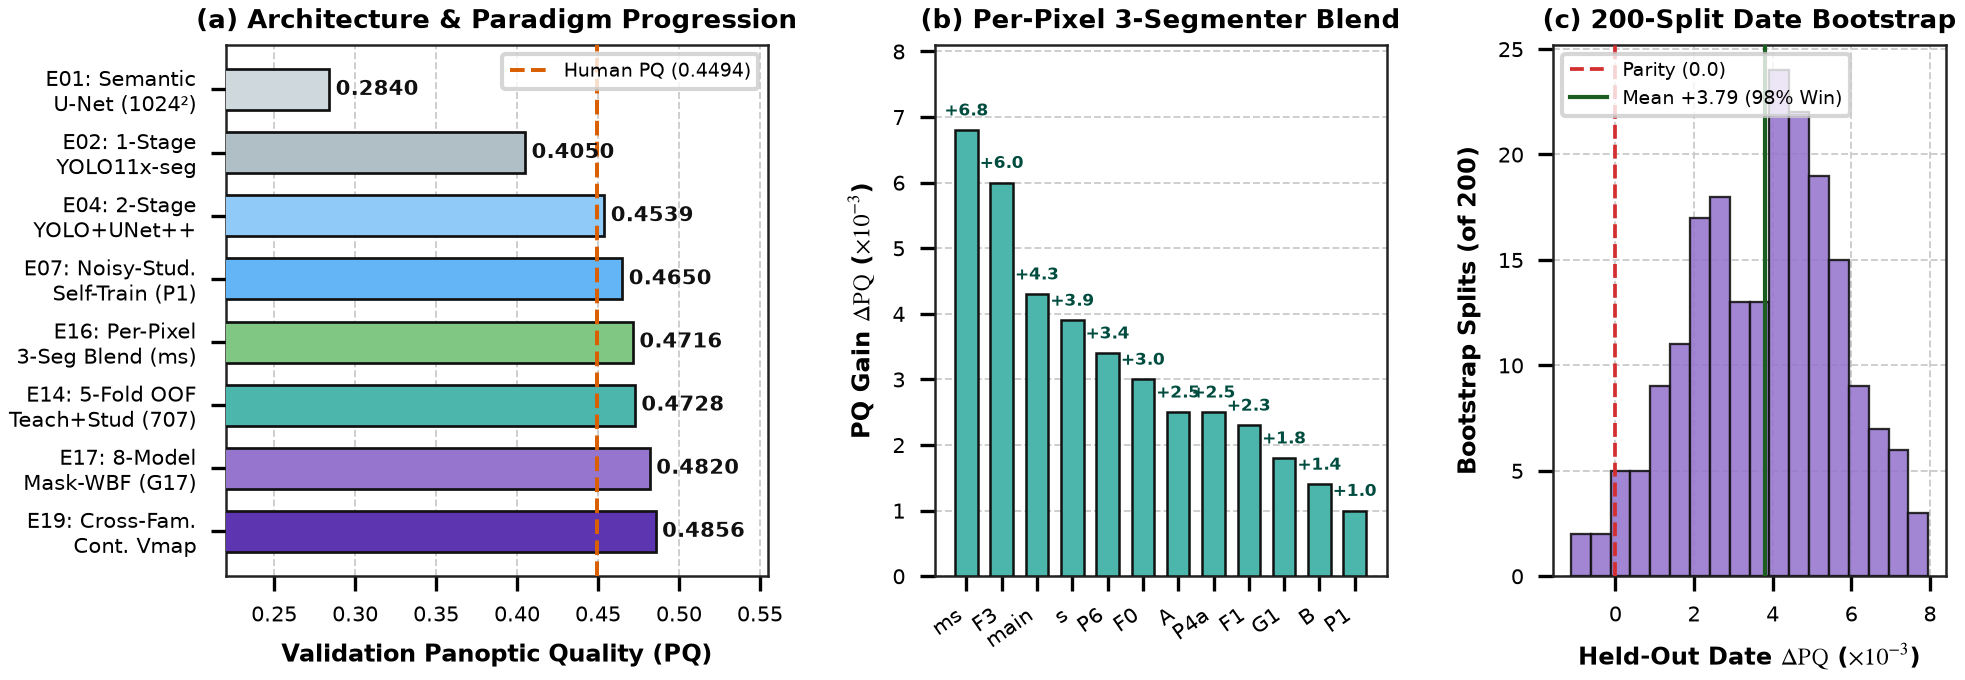 (a) Architecture & Paradigm Progression
E01: Semantic
U-Net (1024²)
E02: 1-Stage
YOLO11x-seg
E04: 2-Stage
YOLO+UNet++
E07: Noisy-Stud.
Self-Train (P1)
E16: Per-Pixel
3-Seg Blend (ms)
E14: 5-Fold OOF
Teach+Stud (707)
E17: 8-Model
Mask-WBF (G17)
E19: Cross-Fam.
Cont. Vmap
Human PQ (0.4494)
0.2840
0.4050
0.4539
0.4650
0.4716
0.4728
0.4820
0.4856
0.25 0.30 0.35 0.40 0.45 0.50 0.55
Validation Panoptic Quality (PQ)
(b) Per-Pixel 3-Segmenter Blend
PQ Gain ΔPQ (×10⁻³)
8
7
6
5
4
3
2
1
0
+6.8
+6.0
+4.3
+3.9
+3.4
+3.0
+2.5
+2.5
+2.3
+1.8
+1.4
+1.0
ms F3 main s P6 F0 A P4a F1 G1 B P1
(c) 200-Split Date Bootstrap
Bootstrap Splits (of 200)
25
20
15
10
5
0
Parity (0.0)
Mean +3.79 (98% Win)
0 2 4 6 8
Held-Out Date ΔPQ (×10⁻³)